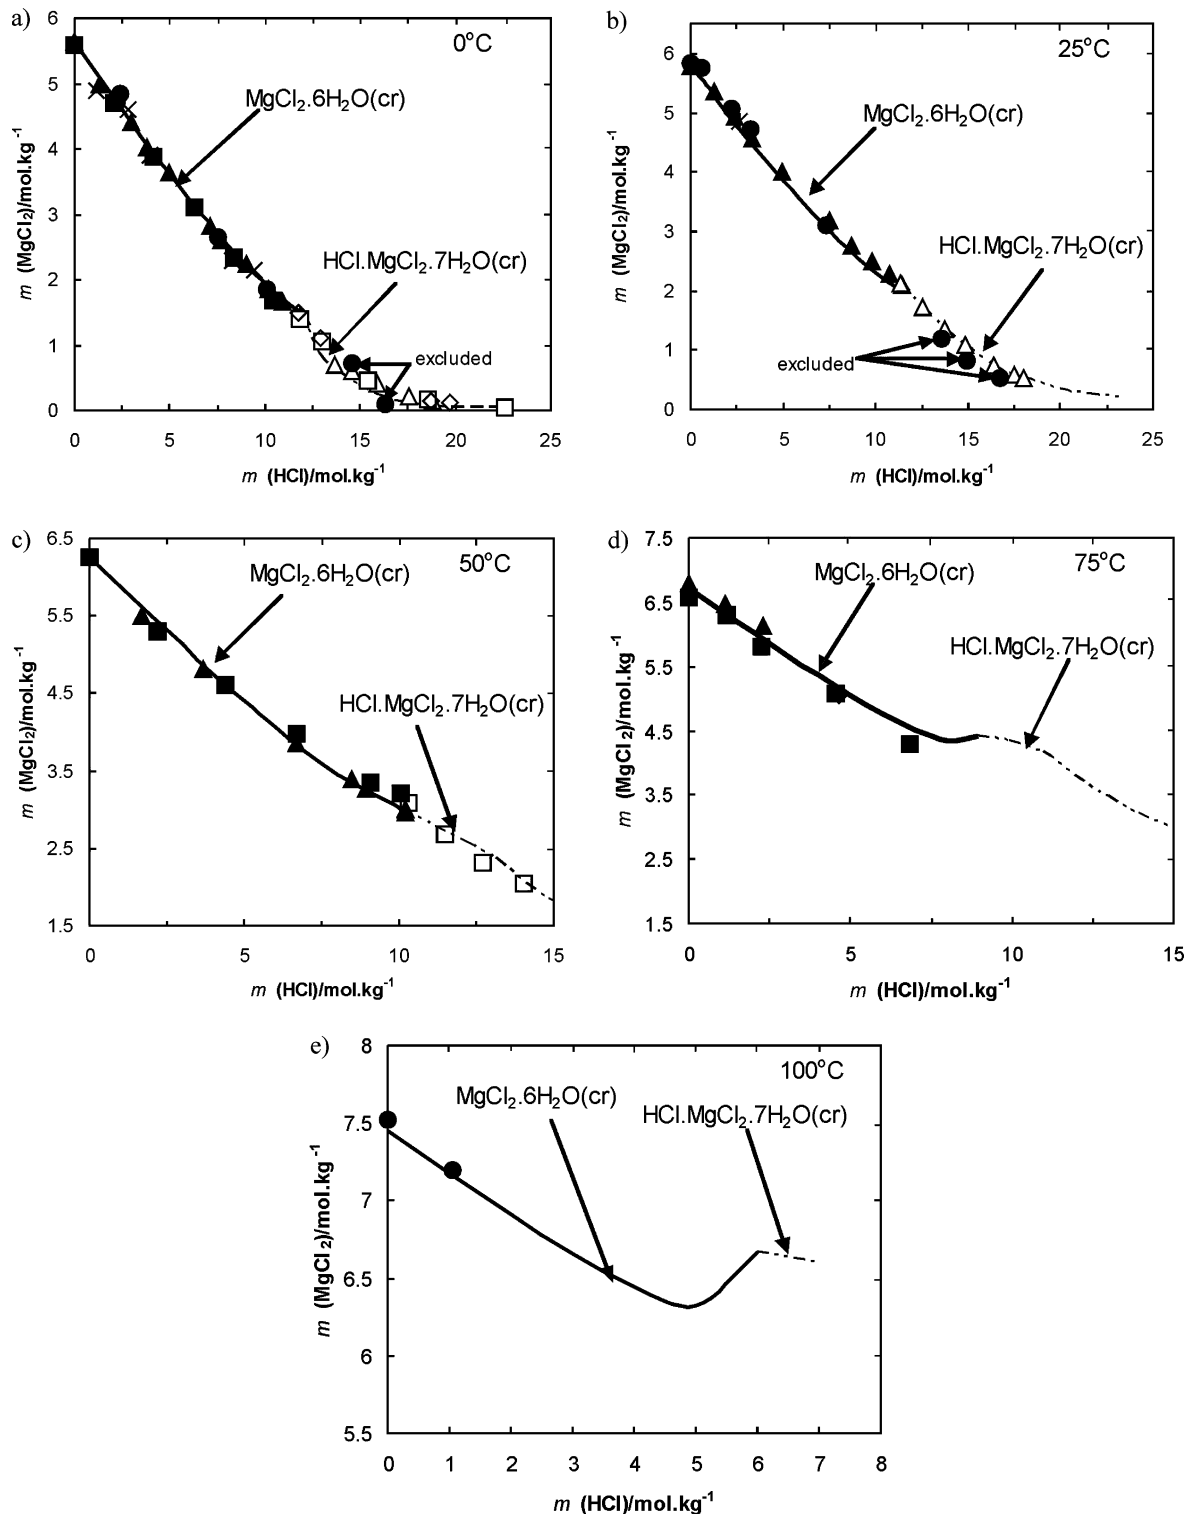 a)
6
5
4
3
2
1
0
m (MgCl2)/mol.kg-1
0°C
MgCl2.6H2O(cr)
HCl.MgCl2.7H2O(cr)
excluded
0 5 10 15 20 25
m (HCl)/mol.kg-1
b)
6
5
4
3
2
1
0
m (MgCl2)/mol.kg-1
25°C
MgCl2.6H2O(cr)
HCl.MgCl2.7H2O(cr)
excluded
0 5 10 15 20 25
m (HCl)/mol.kg-1
c)
6.5
5.5
4.5
3.5
2.5
1.5
m (MgCl2)/mol.kg-1
50°C
MgCl2.6H2O(cr)
HCl.MgCl2.7H2O(cr)
0 5 10 15
m (HCl)/mol.kg-1
d)
7.5
6.5
5.5
4.5
3.5
2.5
1.5
m (MgCl2)/mol.kg-1
75°C
MgCl2.6H2O(cr)
HCl.MgCl2.7H2O(cr)
0 5 10 15
m (HCl)/mol.kg-1
e)
8
7.5
7
6.5
6
5.5
m (MgCl2)/mol.kg-1
100°C
MgCl2.6H2O(cr)
HCl.MgCl2.7H2O(cr)
0 1 2 3 4 5 6 7 8
m (HCl)/mol.kg-1